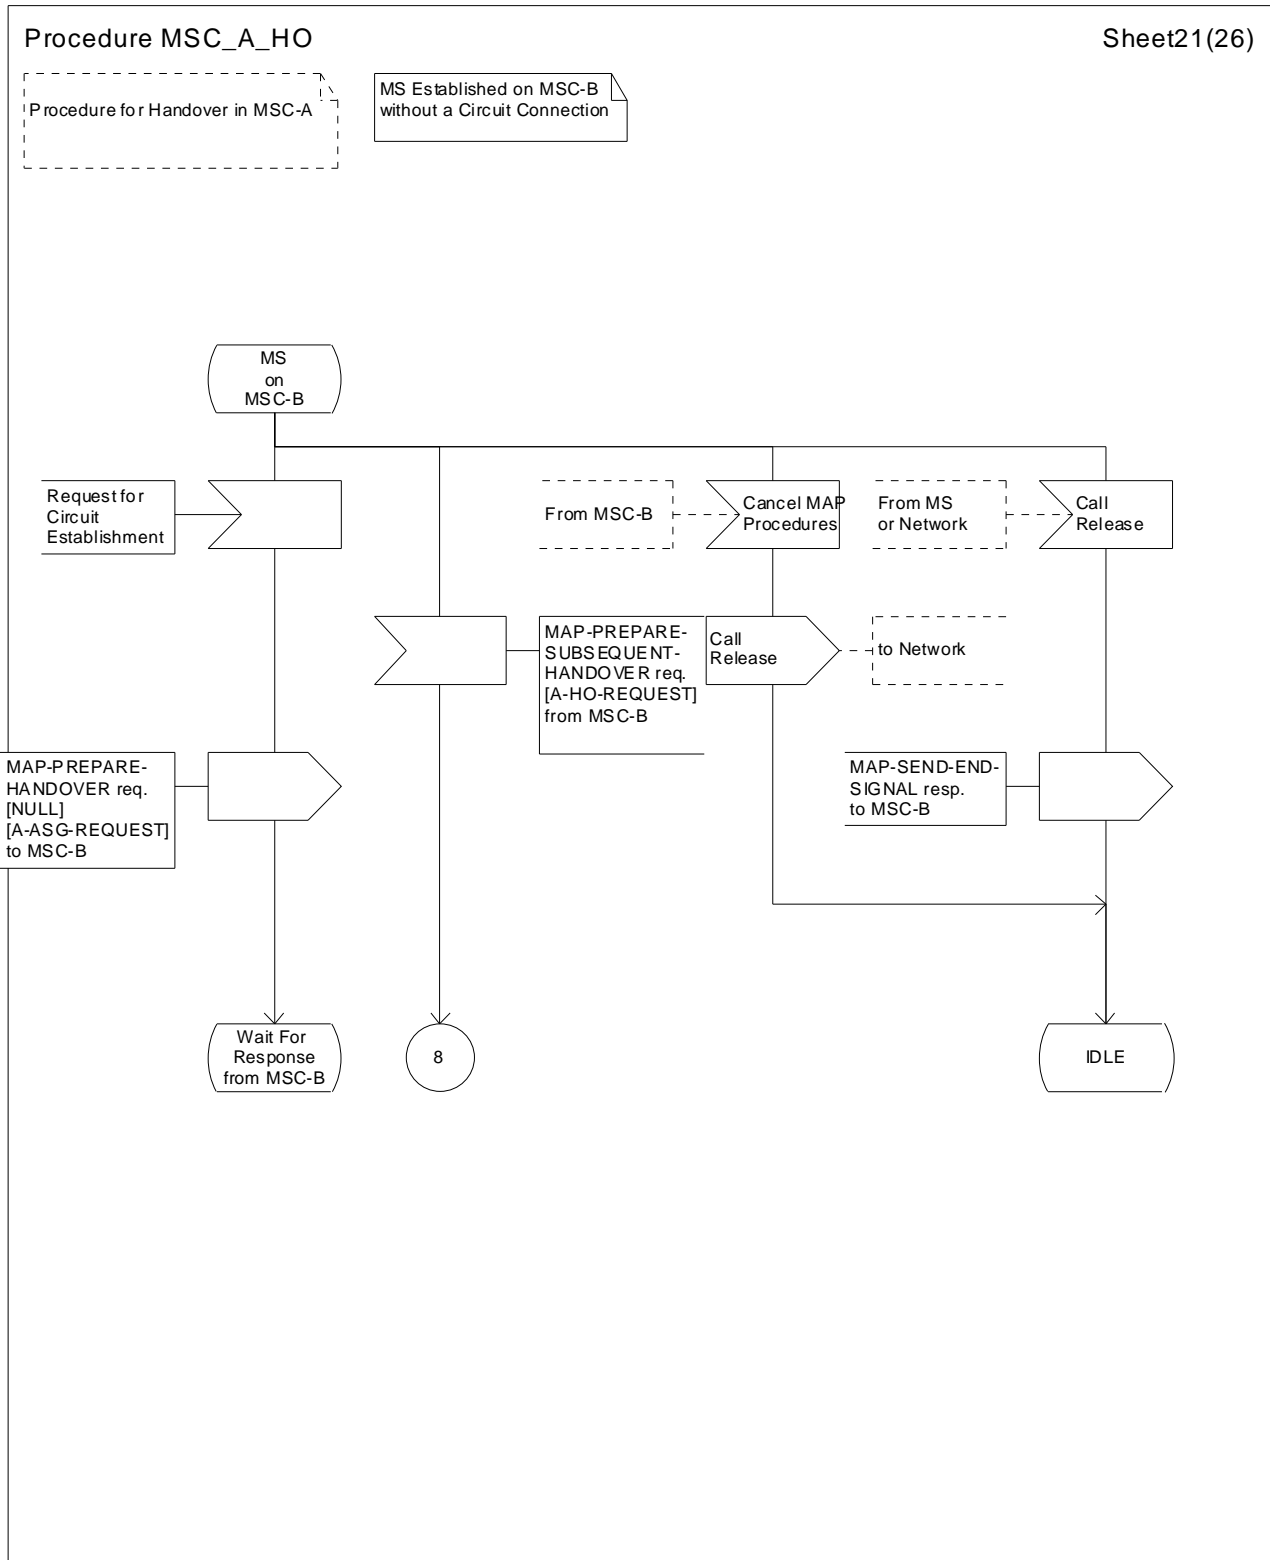 Procedure MSC_A_HO
Sheet21(26)
Procedure for Handover in MSC-A
MS Established on MSC-B
without a Circuit Connection
MS
on
MSC-B
Request for
Circuit
Establishment
From MSC-B
Cancel MAP
Procedures
From MS
or Network
Call
Release
MAP-PREPARE-
SUBSEQUENT-
HANDOVER req.
[A-HO-REQUEST]
from MSC-B
Call
Release
to Network
MAP-PREPARE-
HANDOVER req.
[NULL]
[A-ASG-REQUEST]
to MSC-B
MAP-SEND-END-
SIGNAL resp.
to MSC-B
Wait For
Response
from MSC-B
8
IDLE